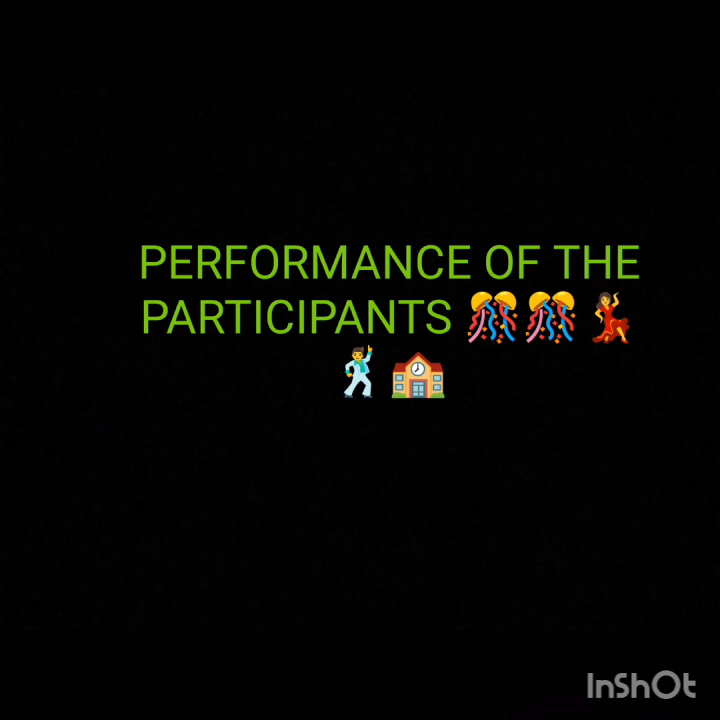 PERFORMANCE OF THE
PARTICIPANTS 🎊🎊💃
🕺🏫
InShOt